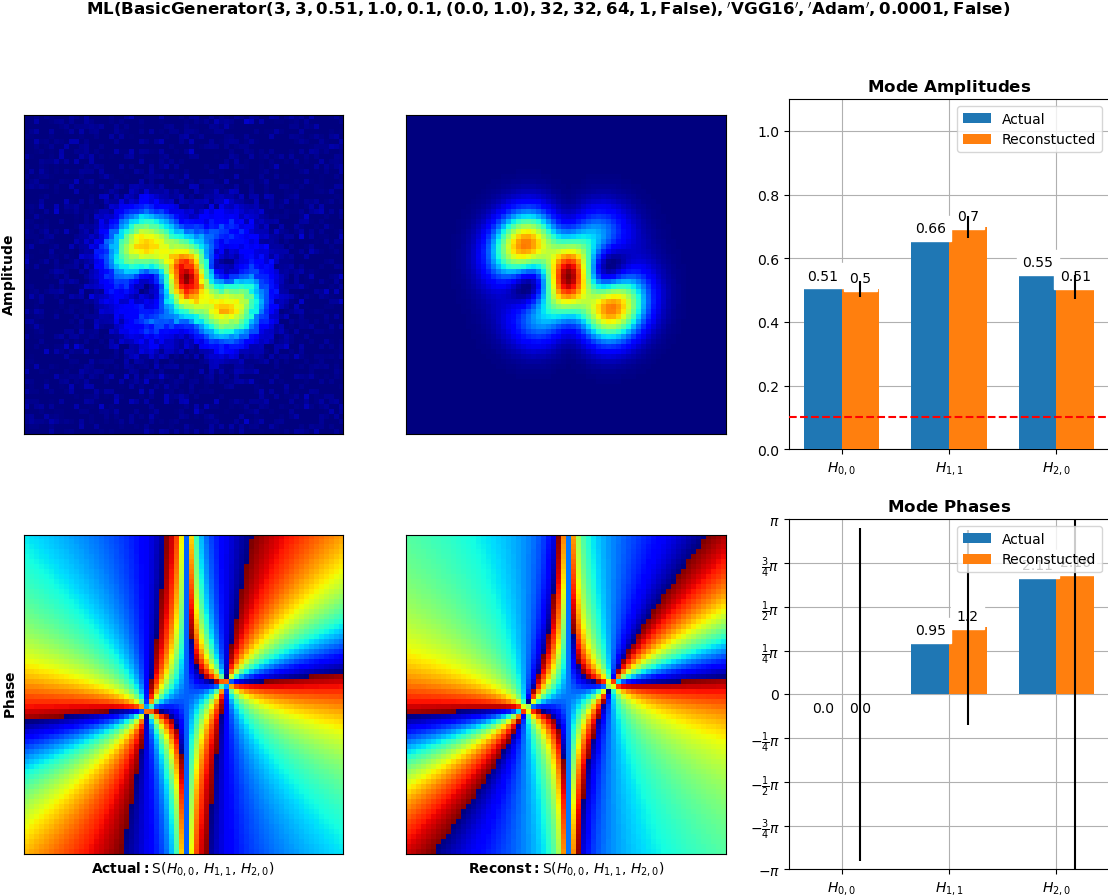 ML(BasicGenerator(3, 3, 0.51, 1.0, 0.1, (0.0, 1.0), 32, 32, 64, 1, False), ′VGG16′, ′Adam′, 0.0001, False)
Mode Amplitudes
Actual
Reconstucted
1.0
0.8
0.6
0.4
0.2
0.0
0.51
0.5
0.66
0.7
0.55
0.51
H0,0
H1,1
H2,0
Amplitude
Mode Phases
Actual
Reconstucted
π
3/4π
1/2π
1/4π
0
−1/4π
−1/2π
−3/4π
−π
0.0
0.0
0.95
1.2
2.11
H0,0
H1,1
H2,0
Phase
Actual: S(H0,0, H1,1, H2,0)
Reconst: S(H0,0, H1,1, H2,0)